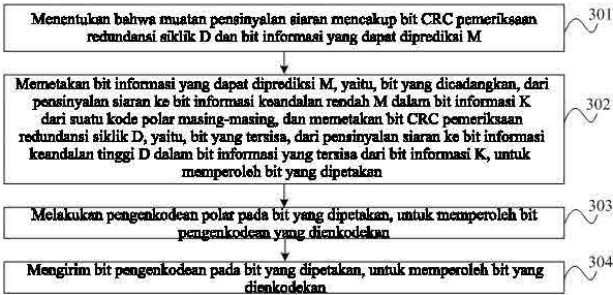 Menentukan bahwa muatan pensinyalan siaran mencakup bit CRC pemeriksaan
redundansi siklik D dan bit informasi yang dapat diprediksi M
301
Memetakan bit informasi yang dapat diprediksi M, yaitu, bit yang dicadangkan, dari
pensinyalan siaran ke bit informasi keandalan rendah M dalam bit informasi K
dari suatu kode polar masing-masing, dan memetakan bit CRC pemeriksaan
redundansi siklik D, yaitu, bit yang tersisa, dari pensinyalan siaran ke bit informasi
keandalan tinggi D dalam bit informasi yang tersisa dari bit informasi K, untuk
memperoleh bit yang dipetakan
302
Melakukan pengenkodean polar pada bit yang dipetakan, untuk memperoleh bit
pengenkodean yang dienkodekan
303
Mengirim bit pengenkodean pada bit yang dipetakan, untuk memperoleh bit yang
dienkodekan
304